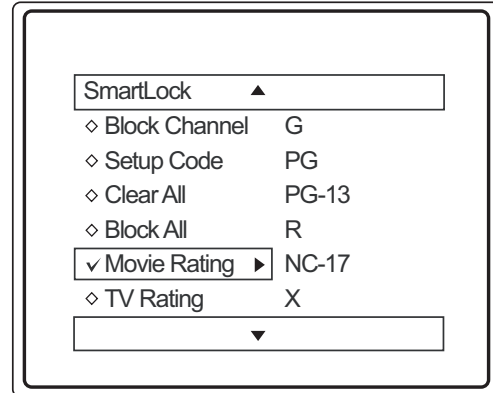 SmartLock
Block Channel G
Setup Code PG
Clear All PG-13
Block All R
Movie Rating NC-17
TV Rating X